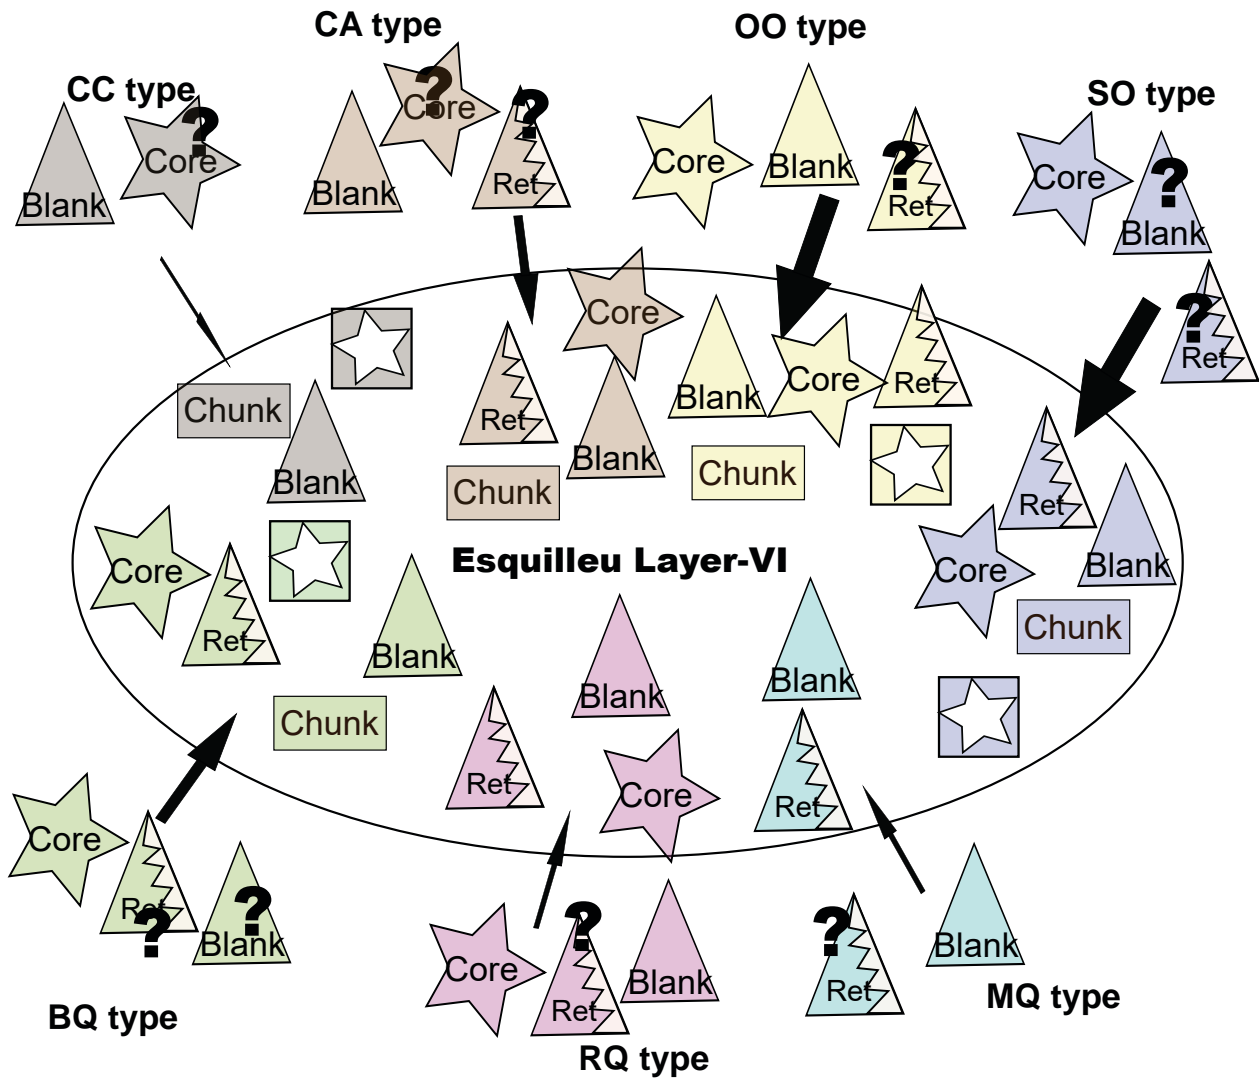 CA type
OO type
CC type
SO type
?
Core
?
Blank
?
Core
Blank
?
Ret
Core
Blank
?
Ret
Core
?
Blank
?
Ret
Core
Chunk
Blank
Ret
Blank
Chunk
Blank
Core
Ret
Chunk
Ret
Blank
Core
Chunk
Esquilleu Layer-VI
Core
Ret
Blank
Chunk
Blank
Ret
Core
Blank
Ret
Core
Ret
?
?
Blank
BQ type
Core
?
Ret
Blank
RQ type
?
Ret
Blank
MQ type